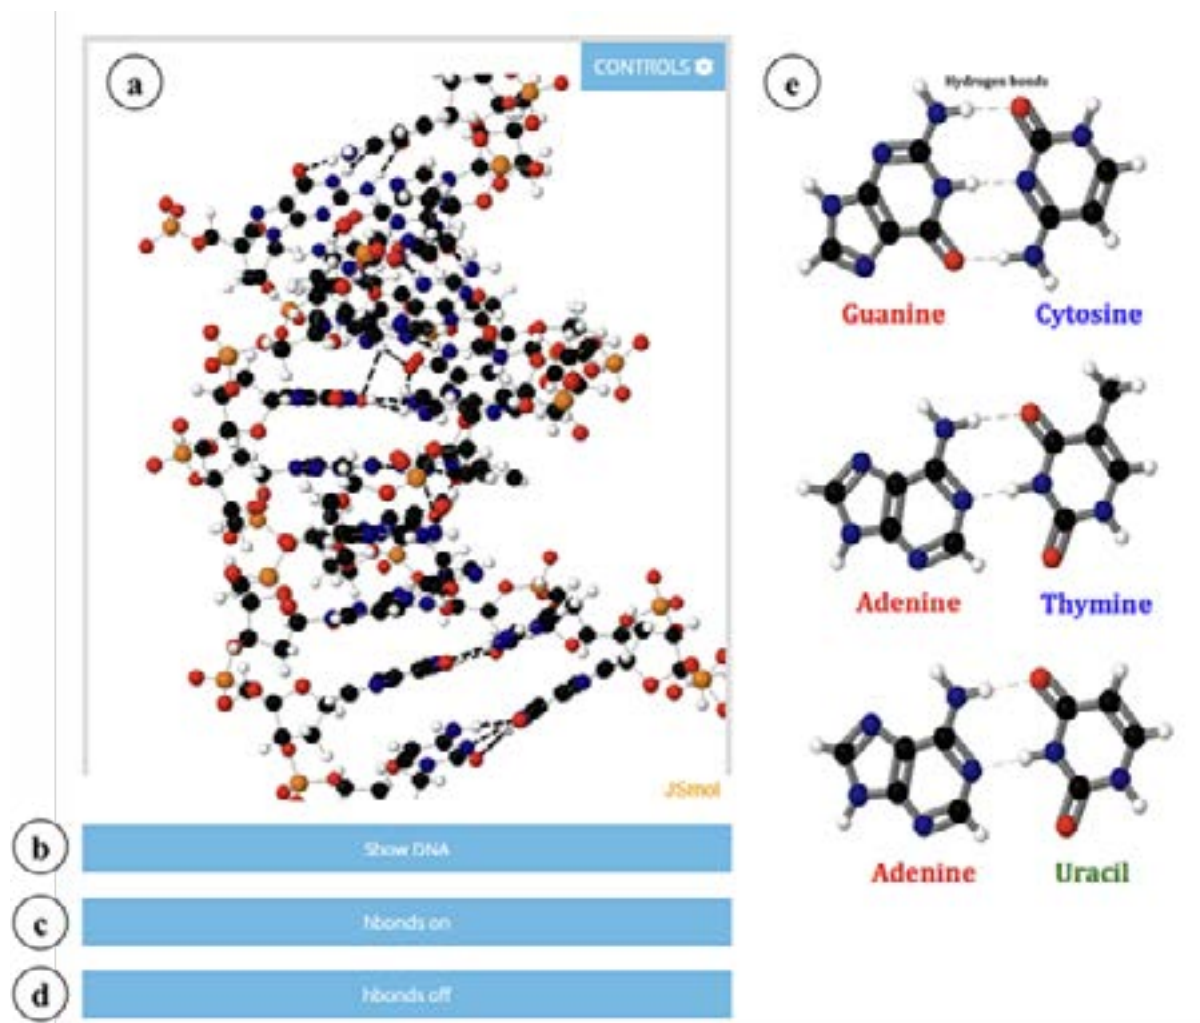 a
CONTROLS
e
Hydrogen bonds
Guanine
Cytosine
Adenine
Thymine
JSmol
b
Show DNA
Adenine
Uracil
c
hbonds on
d
hbonds off